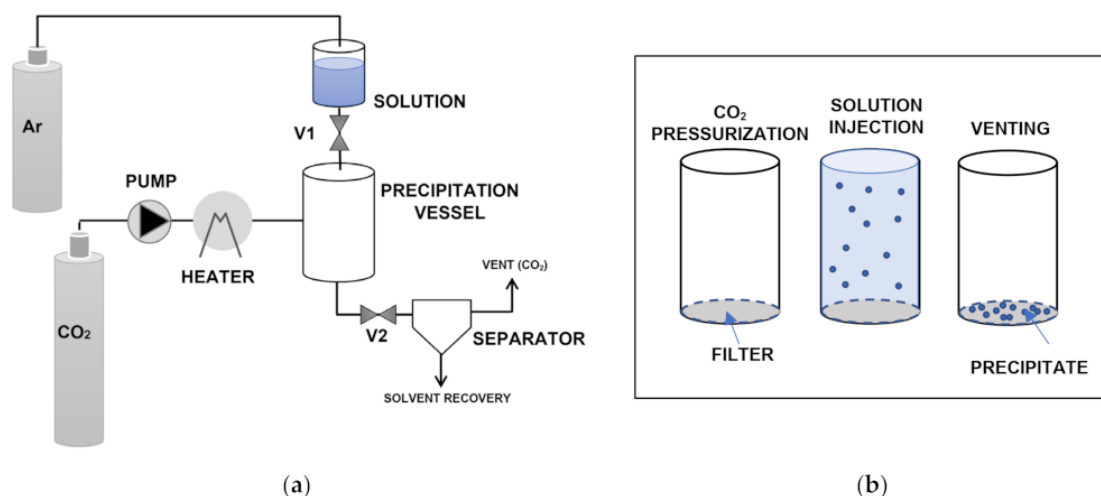 Ar
SOLUTION
V1
PUMP
PRECIPITATION
VESSEL
HEATER
CO₂
VENT (CO₂)
V2
SEPARATOR
SOLVENT RECOVERY
(a)
CO₂
PRESSURIZATION
SOLUTION
INJECTION
VENTING
FILTER
PRECIPITATE
(b)